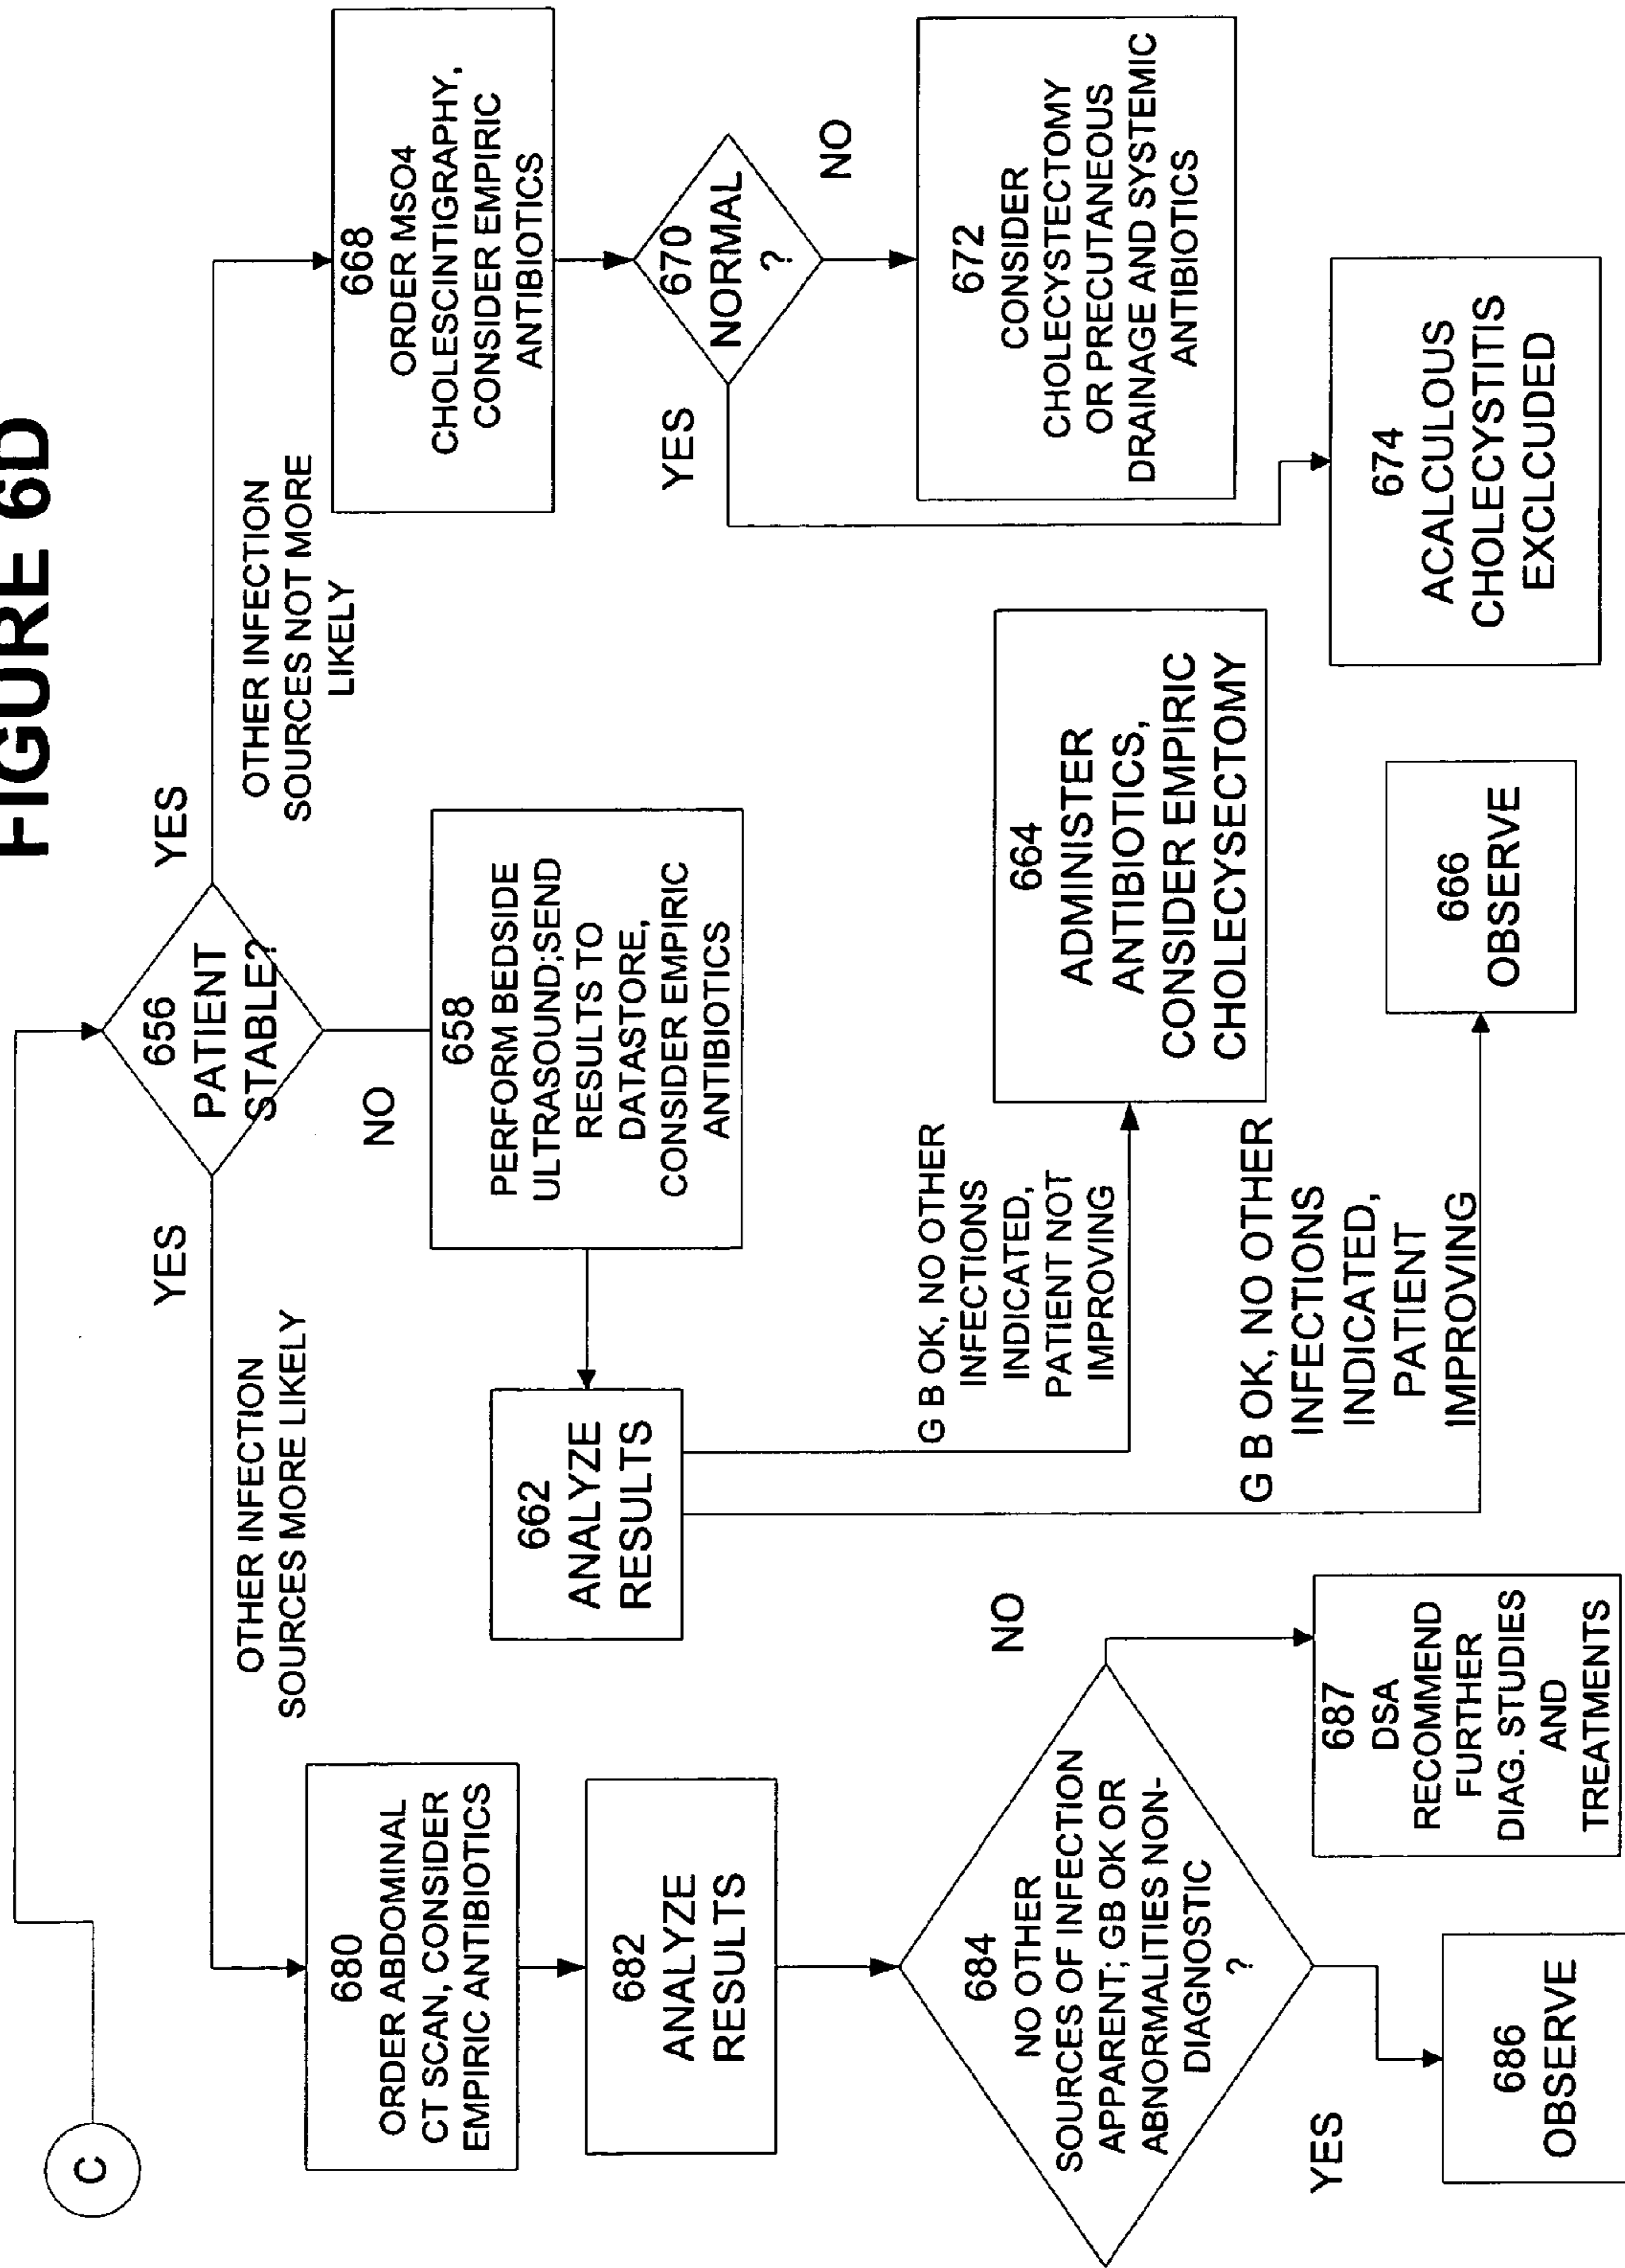 FIGURE 6D
C
656
PATIENT
STABLE?
YES
YES
NO
OTHER INFECTION
SOURCES MORE LIKELY
OTHER INFECTION
SOURCES NOT MORE
LIKELY
680
ORDER ABDOMINAL
CT SCAN, CONSIDER
EMPIRIC ANTIBIOTICS
682
ANALYZE
RESULTS
684
NO OTHER
SOURCES OF INFECTION
APPARENT; GB OK OR
ABNORMALITIES NON-
DIAGNOSTIC
?
YES
NO
686
OBSERVE
687
DSA
RECOMMEND
FURTHER
DIAG. STUDIES
AND
TREATMENTS
658
PERFORM BEDSIDE
ULTRASOUND;SEND
RESULTS TO
DATASTORE,
CONSIDER EMPIRIC
ANTIBIOTICS
662
ANALYZE
RESULTS
G B OK, NO OTHER
INFECTIONS
INDICATED,
PATIENT NOT
IMPROVING
664
ADMINISTER
ANTIBIOTICS,
CONSIDER EMPIRIC
CHOLECYSECTOMY
G B OK, NO OTHER
INFECTIONS
INDICATED,
PATIENT
IMPROVING
666
OBSERVE
668
ORDER MSO4
CHOLESCINTIGRAPHY,
CONSIDER EMPIRIC
ANTIBIOTICS
670
NORMAL
?
YES
NO
672
CONSIDER
CHOLECYSTECTOMY
OR PRECUTANEOUS
DRAINAGE AND SYSTEMIC
ANTIBIOTICS
674
ACALCULOUS
CHOLECYSTITIS
EXCLCUDED